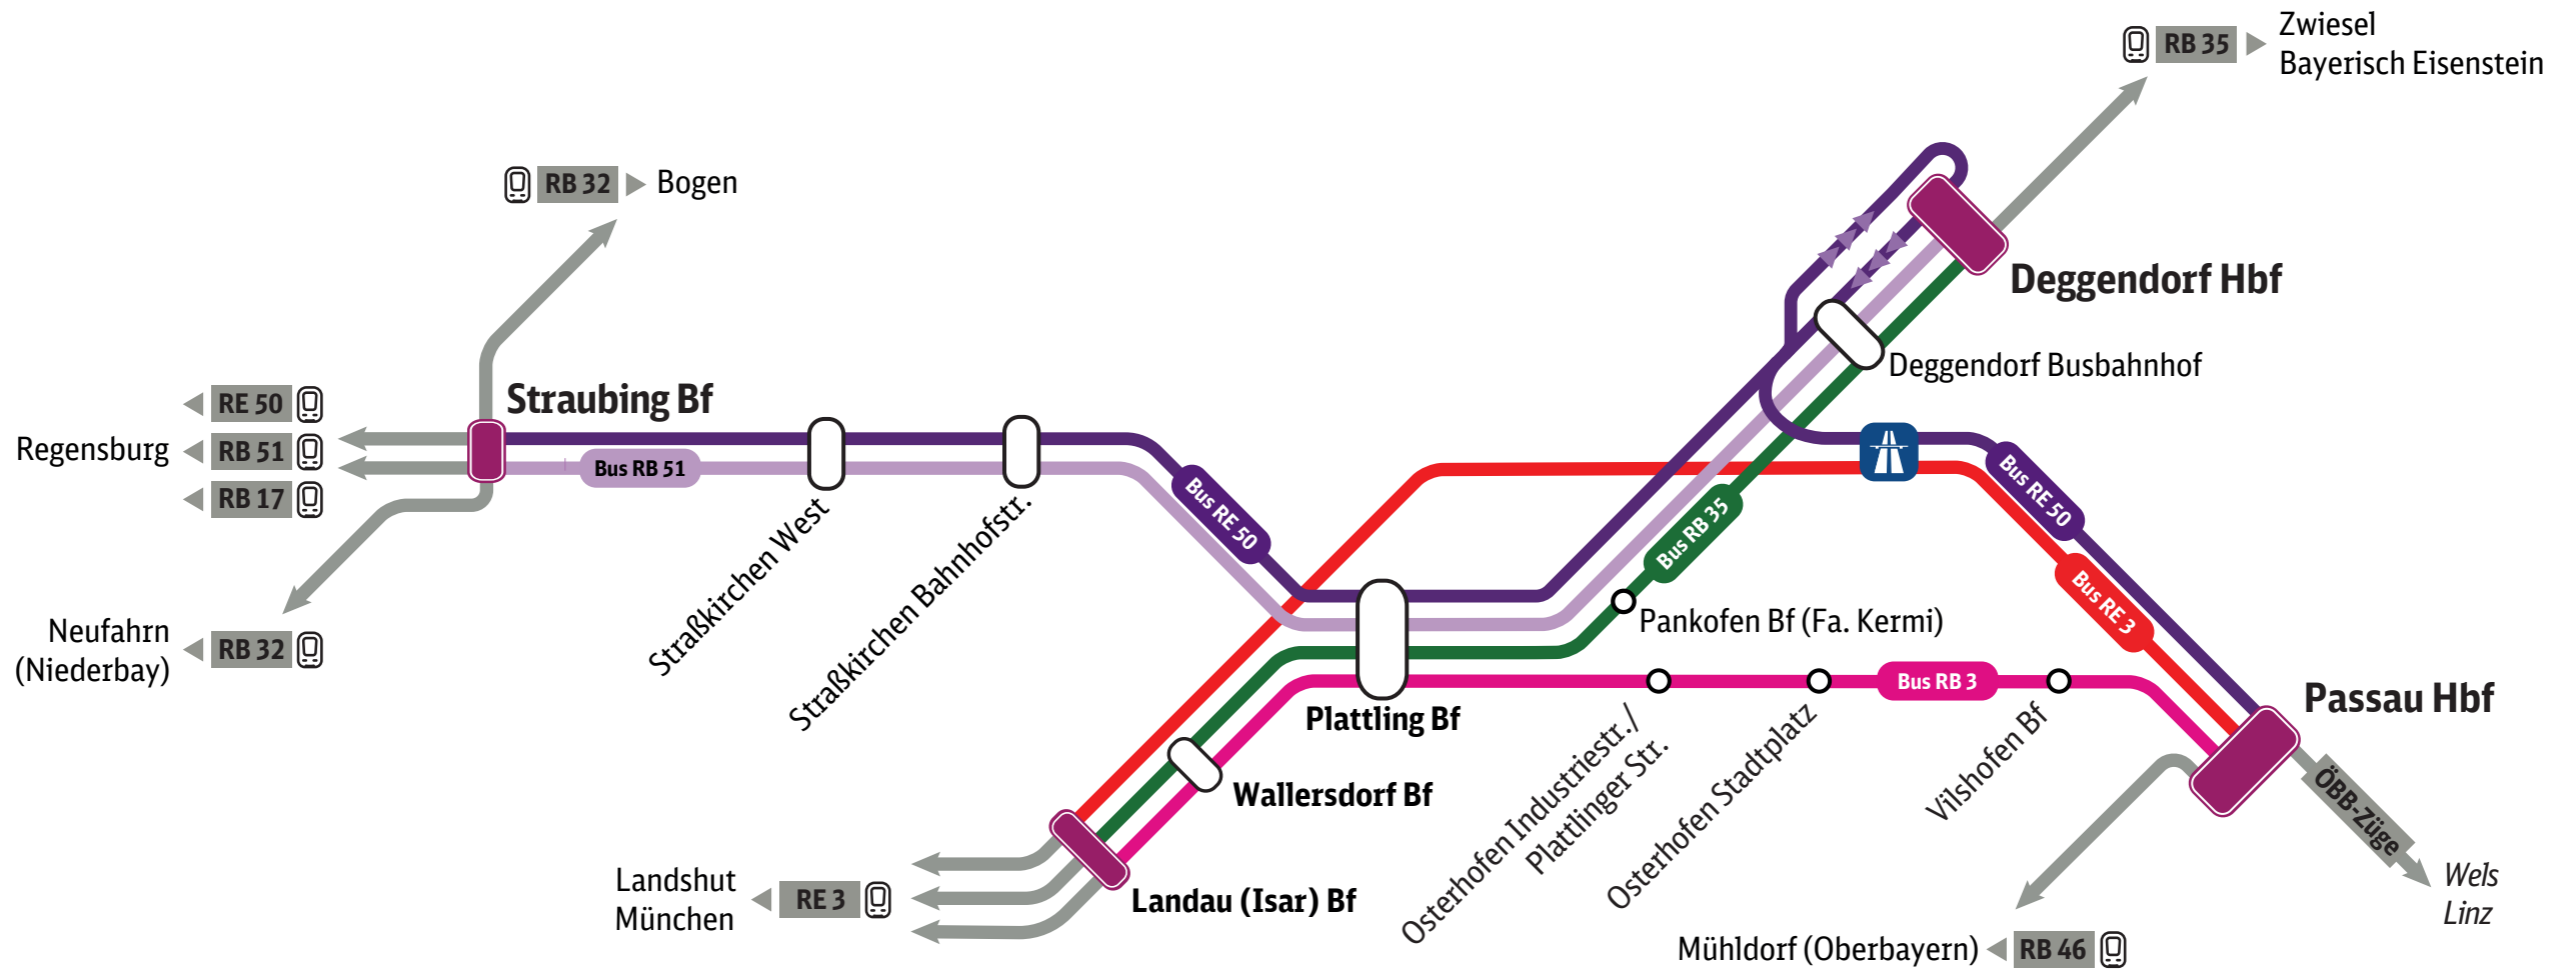 RB 35
Zwiesel
Bayerisch Eisenstein
RB 32
Bogen
Deggendorf Hbf
Deggendorf Busbahnhof
Straubing Bf
RE 50
Regensburg
RB 51
RB 17
Bus RB 51
Bus RE 50
Bus RE 50
Bus RB 35
Bus RE 3
Straßkirchen West
Straßkirchen Bahnhofstr.
Neufahrn
(Niederbay)
RB 32
Pankofen Bf (Fa. Kermi)
Bus RB 3
Plattling Bf
Passau Hbf
Wallersdorf Bf
Osterhofen Industriestr./
Plattlinger Str.
Osterhofen Stadtplatz
Vilshofen Bf
ÖBB-Züge
Wels
Linz
Landshut
München
RE 3
Landau (Isar) Bf
Mühldorf (Oberbayern)
RB 46